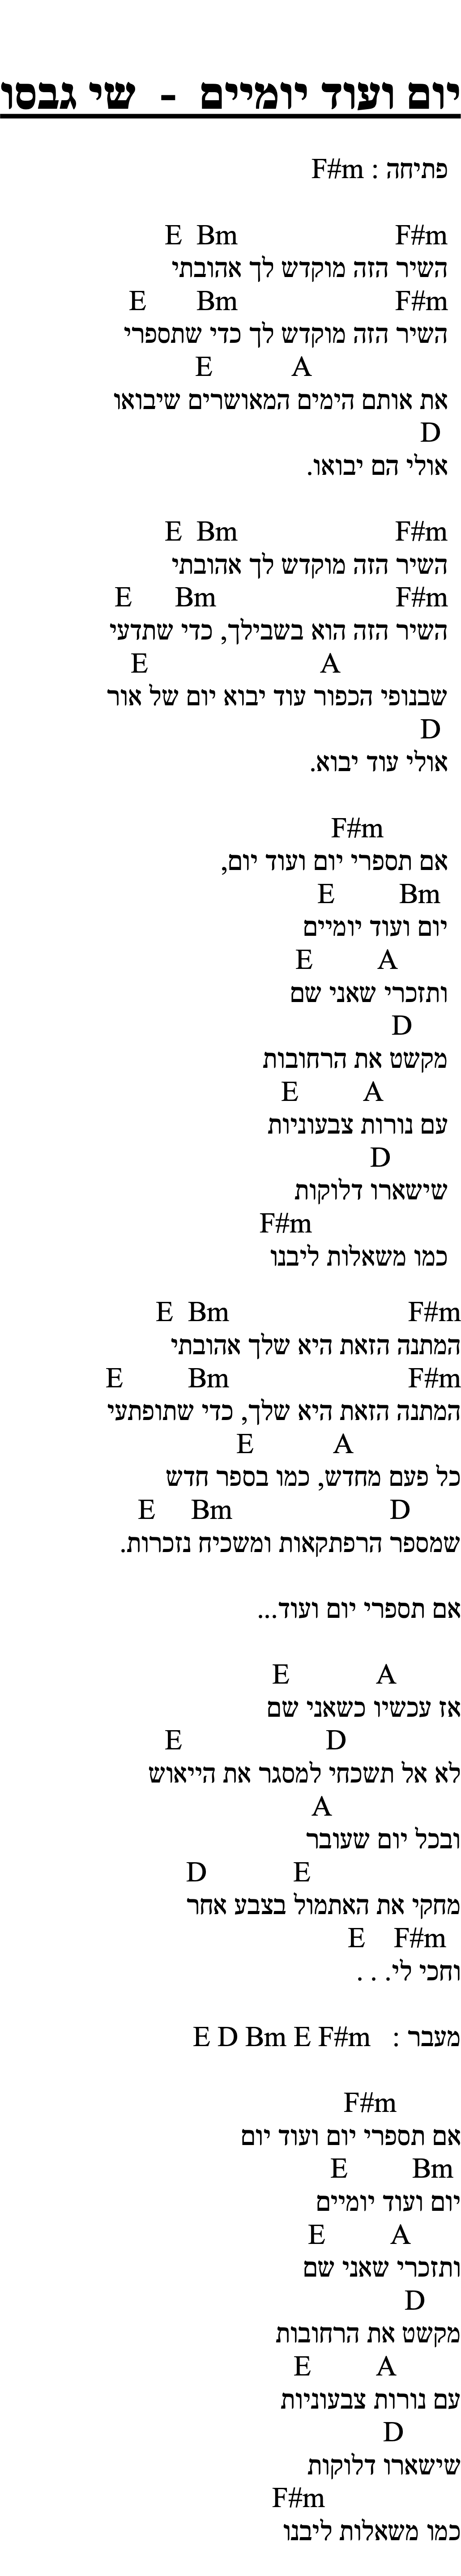 יום ועוד יומיים - שי גבסו
פתיחה : F#m
E Bm F#m
השיר הזה מוקדש לך אהובתי
E Bm F#m
השיר הזה מוקדש לך כדי שתספרי
E A
את אותם הימים המאושרים שיבואו
D
אולי הם יבואו.
E Bm F#m
השיר הזה מוקדש לך אהובתי
E Bm F#m
השיר הזה הוא בשבילך, כדי שתדעי
E A
שבנופי הכפור עוד יבוא יום של אור
D
אולי עוד יבוא.
F#m
אם תספרי יום ועוד יום,
E Bm
יום ועוד יומיים
E A
ותזכרי שאני שם
D
מקשט את הרחובות
E A
עם נורות צבעוניות
D
שישארו דלוקות
F#m
כמו משאלות ליבנו
E Bm F#m
המתנה הזאת היא שלך אהובתי
E Bm F#m
המתנה הזאת היא שלך, כדי שתופתעי
E A
כל פעם מחדש, כמו בספר חדש
E Bm D
שמספר הרפתקאות ומשכיח נזכרות.
אם תספרי יום ועוד...
E A
אז עכשיו כשאני שם
E D
לא אל תשכחי למסגר את הייאוש
A
ובכל יום שעובר
D E
מחקי את האתמול בצבע אחר
E F#m
וחכי לי. . .
מעבר : E D Bm E F#m
F#m
אם תספרי יום ועוד יום
E Bm
יום ועוד יומיים
E A
ותזכרי שאני שם
D
מקשט את הרחובות
E A
עם נורות צבעוניות
D
שישארו דלוקות
F#m
כמו משאלות ליבנו